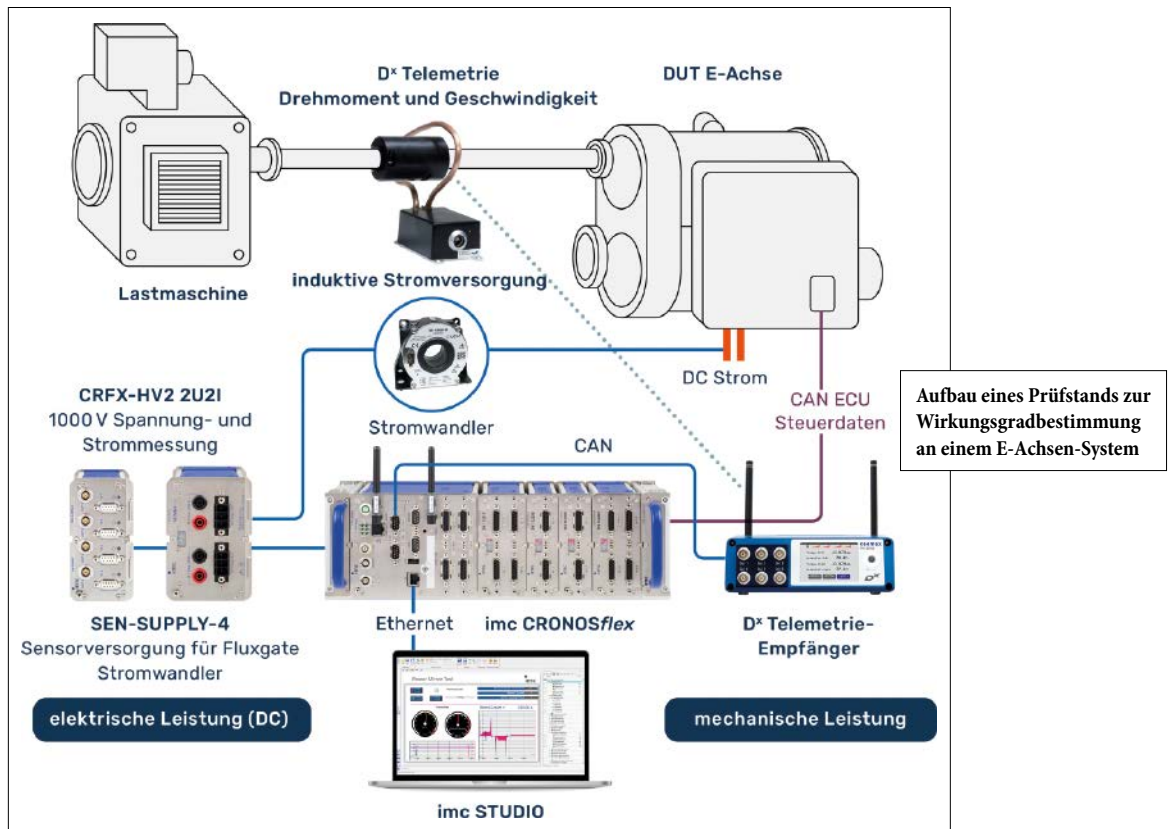 Dˣ Telemetrie
Drehmoment und Geschwindigkeit
DUT E-Achse
Lastmaschine
induktive Stromversorgung
DC Strom
CRFX-HV2 2U2I
1000 V Spannung- und
Strommessung
Stromwandler
CAN ECU
Steuerdaten
CAN
Aufbau eines Prüfstands zur
Wirkungsgradbestimmung
an einem E-Achsen-System
SEN-SUPPLY-4
Sensorversorgung für Fluxgate
Stromwandler
Ethernet
imc CRONOSflex
Dˣ Telemetrie-
Empfänger
elektrische Leistung (DC)
mechanische Leistung
imc STUDIO